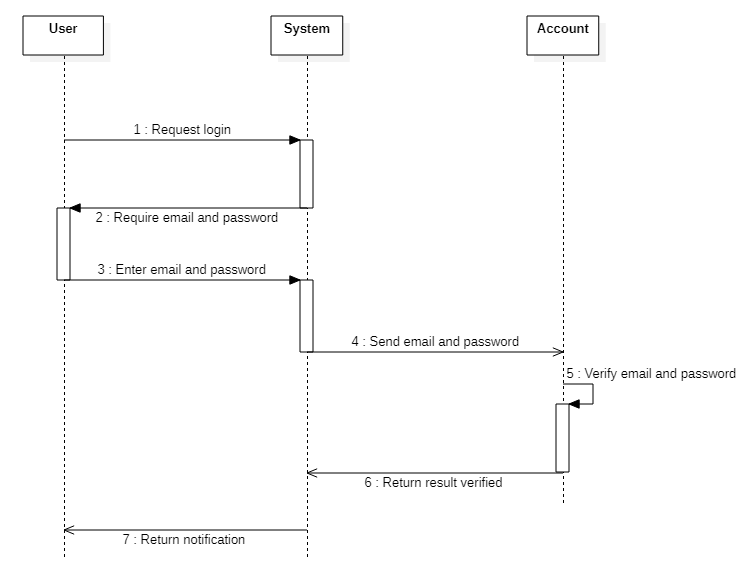 User
System
Account
1 : Request login
2 : Require email and password
3 : Enter email and password
4 : Send email and password
5 : Verify email and password
6 : Return result verified
7 : Return notification